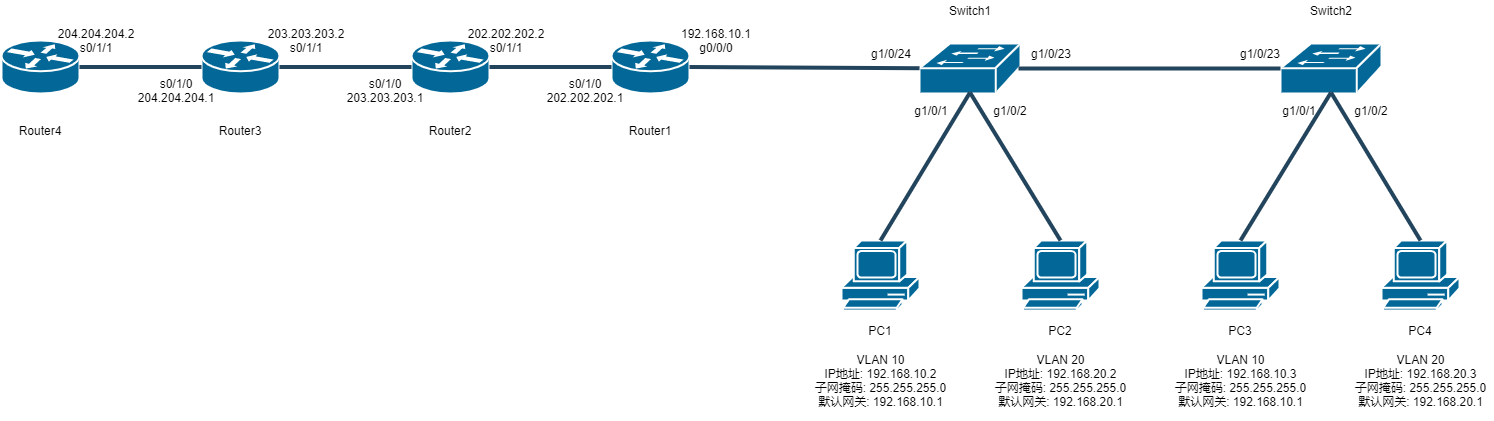 Switch1
Switch2
204.204.204.2
s0/1/1
203.203.203.2
s0/1/1
202.202.202.2
s0/1/1
192.168.10.1
g0/0/0
g1/0/24
g1/0/23
g1/0/23
s0/1/0
204.204.204.1
s0/1/0
203.203.203.1
s0/1/0
202.202.202.1
g1/0/1
g1/0/2
g1/0/1
g1/0/2
Router4
Router3
Router2
Router1
PC1
VLAN 10
IP地址: 192.168.10.2
子网掩码: 255.255.255.0
默认网关: 192.168.10.1
PC2
VLAN 20
IP地址: 192.168.20.2
子网掩码: 255.255.255.0
默认网关: 192.168.20.1
PC3
VLAN 10
IP地址: 192.168.10.3
子网掩码: 255.255.255.0
默认网关: 192.168.10.1
PC4
VLAN 20
IP地址: 192.168.20.3
子网掩码: 255.255.255.0
默认网关: 192.168.20.1